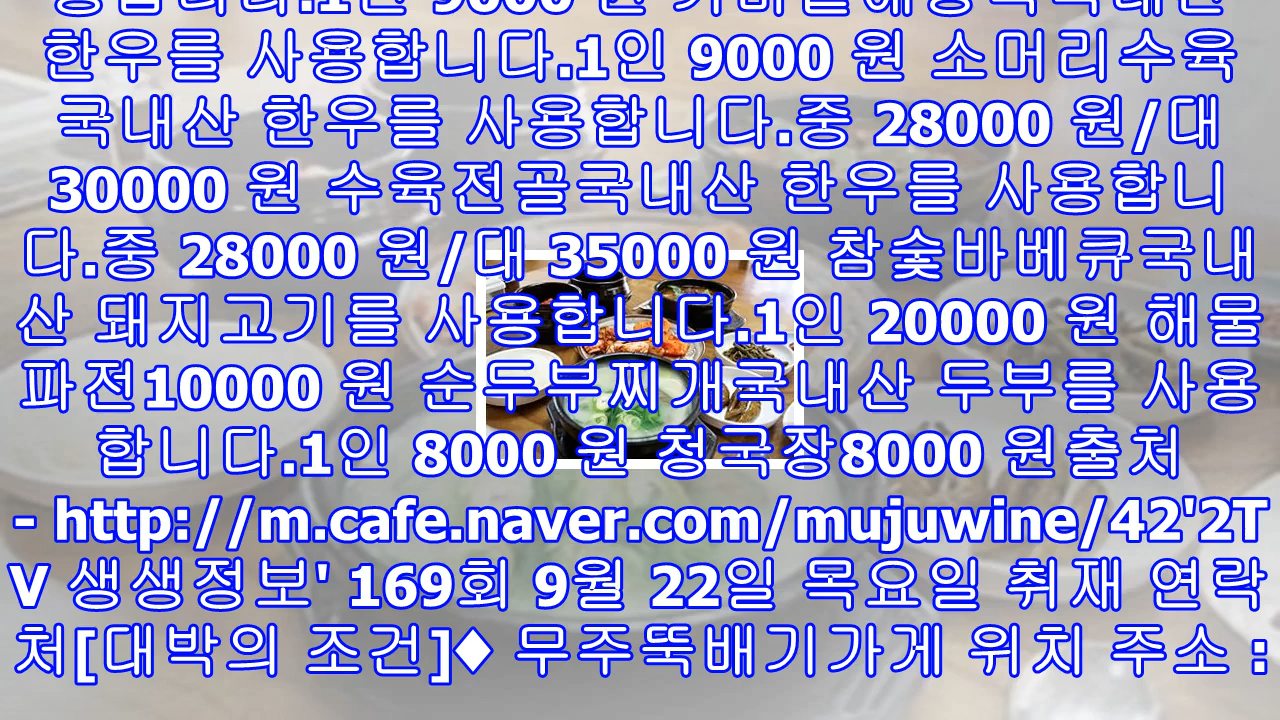 한우를 사용합니다.1인 9000 원 소머리수육
국내산 한우를 사용합니다.중 28000 원/대
30000 원 수육전골국내산 한우를 사용합니
다.중 28000 원/대 35000 원 참숯바베큐국내
산 돼지고기를 사용합니다.1인 20000 원 해물
파전10000 원 순두부찌개국내산 두부를 사용
합니다.1인 8000 원 청국장8000 원출처
- http://m.cafe.naver.com/mujuwine/42'2T
V 생생정보' 169회 9월 22일 목요일 취재 연락
처[대박의 조건]◆ 무주뚝배기가게 위치 주소 :